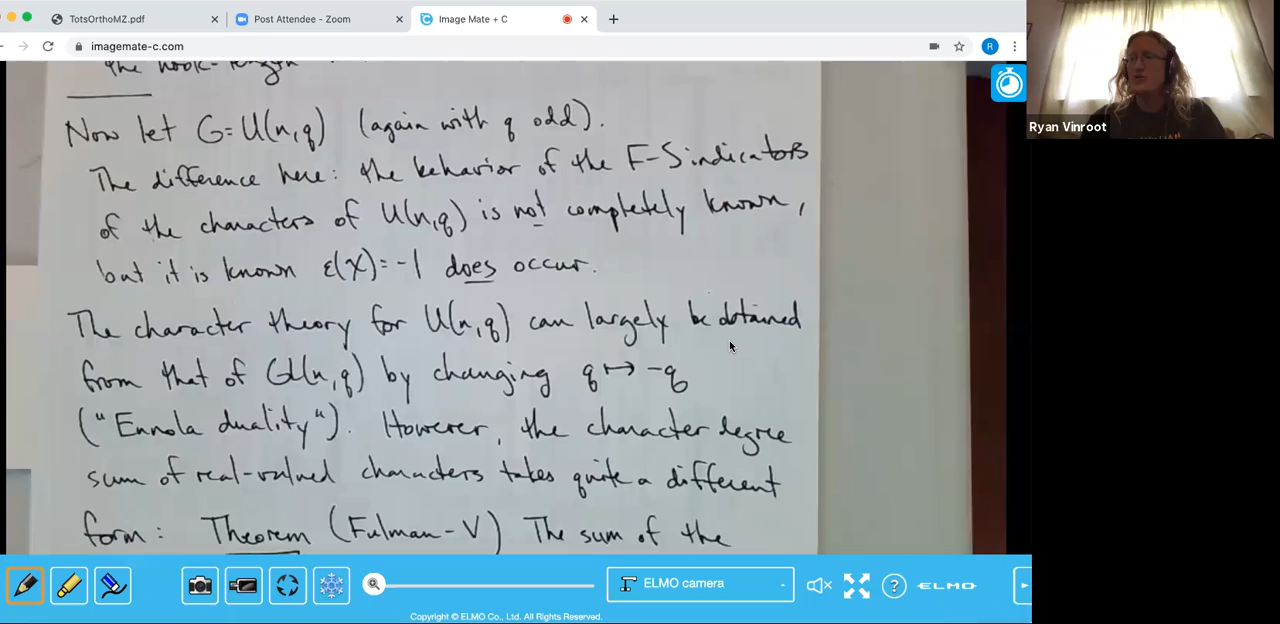 TotsOrthoMZ.pdf
Post Attendee - Zoom
Image Mate + C
imagemate-c.com
R
the hook-length
Now let G=U(n,q) (again with q odd).
The difference here: the behavior of the F-S indicators
of the characters of U(n,q) is not completely known,
but it is known ε(χ)=-1 does occur.
The character theory for U(n,q) can largely be obtained
from that of GL(n,q) by changing q↦-q
("Ennola duality"). However, the character degree
sum of real-valued characters takes quite a different
form: Theorem (Fulman-V) The sum of the
ELMO camera
ELMO
Copyright © ELMO Co., Ltd. All Rights Reserved.
Ryan Vinroot